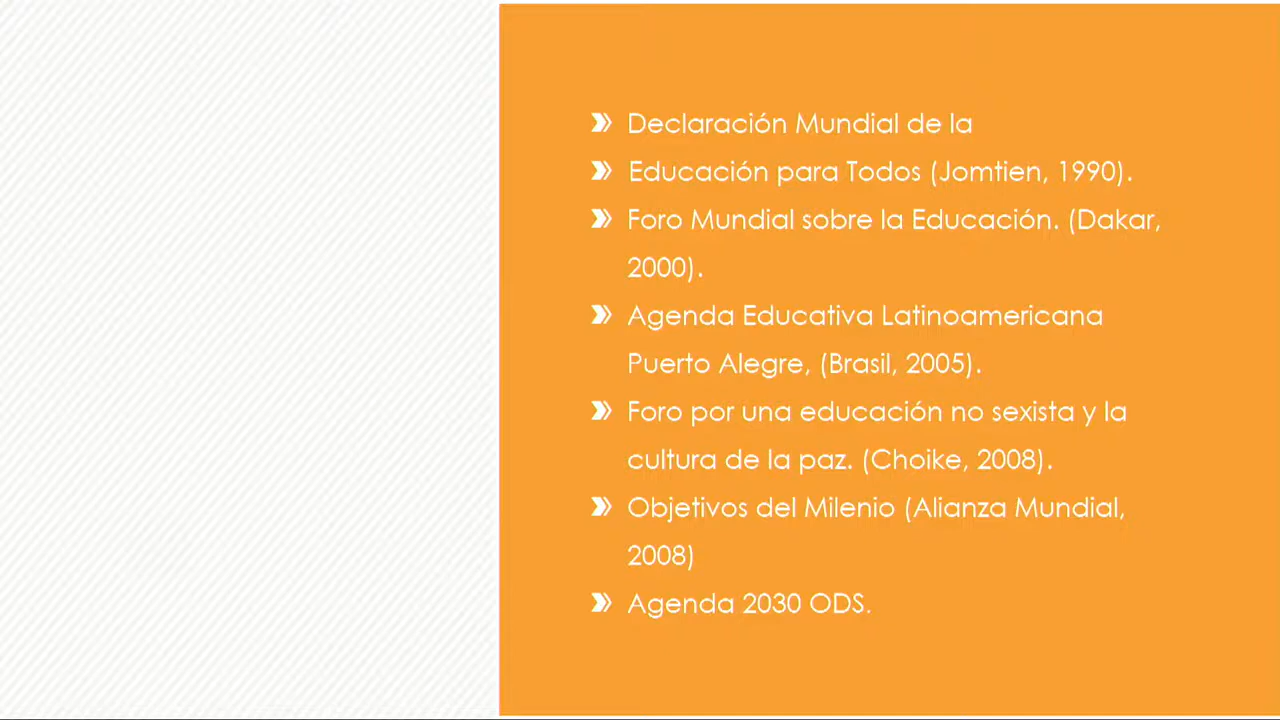 Declaración Mundial de la
Educación para Todos (Jomtien, 1990).
Foro Mundial sobre la Educación. (Dakar,
2000).
Agenda Educativa Latinoamericana
Puerto Alegre, (Brasil, 2005).
Foro por una educación no sexista y la
cultura de la paz. (Choike, 2008).
Objetivos del Milenio (Alianza Mundial,
2008)
Agenda 2030 ODS.